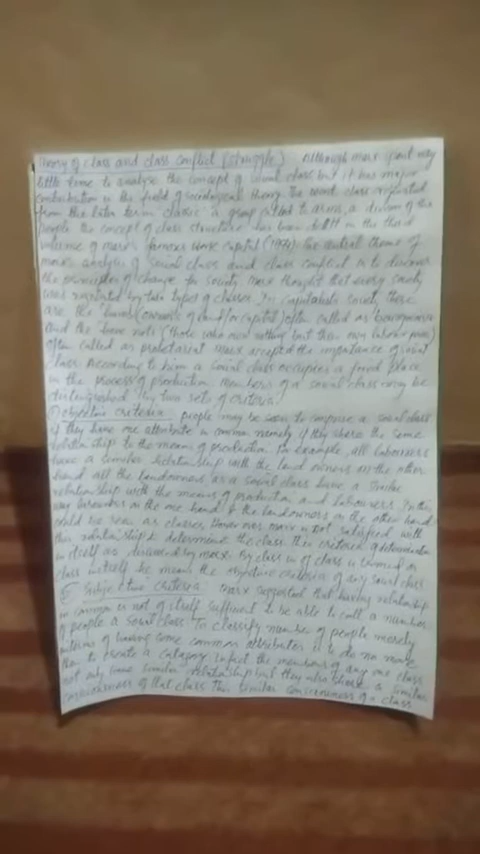 Theory of class and class conflict (struggle) Although marx spent very
little time to analyse the concept of social class but it has major
contribution in the field of sociological theory. The word class originated
from the latin term classic a group called to arms, a division of the
people the concept of class structure has been in the third
volume of marx's famous work Capital (1894). The central theme of
marx analysis of social class and class conflict is to discover
the principles of change for society marx thought that every society
was by two types of classes. In capitalistic society these
are the haves (owners of land/or capital) often called as bourgeoisie
and the have nots (those who own nothing but their own labour power)
often called as proletariat marx accepted the importance of social
class. According to him a social class occupies a fixed place
in the process of production members of a social class may be
distinguished by two sets of criteria.
1) objective criteria: people may be seen to compose a social class
if they have one attribute in common namely if they share the same
relationship to the means of production for example, all labourers
have a similar relationship with the land owners on the other
hand all the landowners as a social class have a similar
relationship with the means of production and labourers. In this
way labourers on the one hand & the landowners on the other hand
could be seen as classes, however marx is not satisfied with
this relationship & determine the class. This criteria of determination
in itself as by marx. By class in of class is termed as
class in itself he means the objective criteria of any social class
2) Subjective criteria: marx suggested that having relationship
in common is not of itself sufficient to be able to call a number
of people a social class. To classify number of people merely
in terms of having some common attributes is to do no more
than to create a category infact the members of any one class
not only have similar relationship but they also share a similar
consciousness of that class This similar consciousness of a class